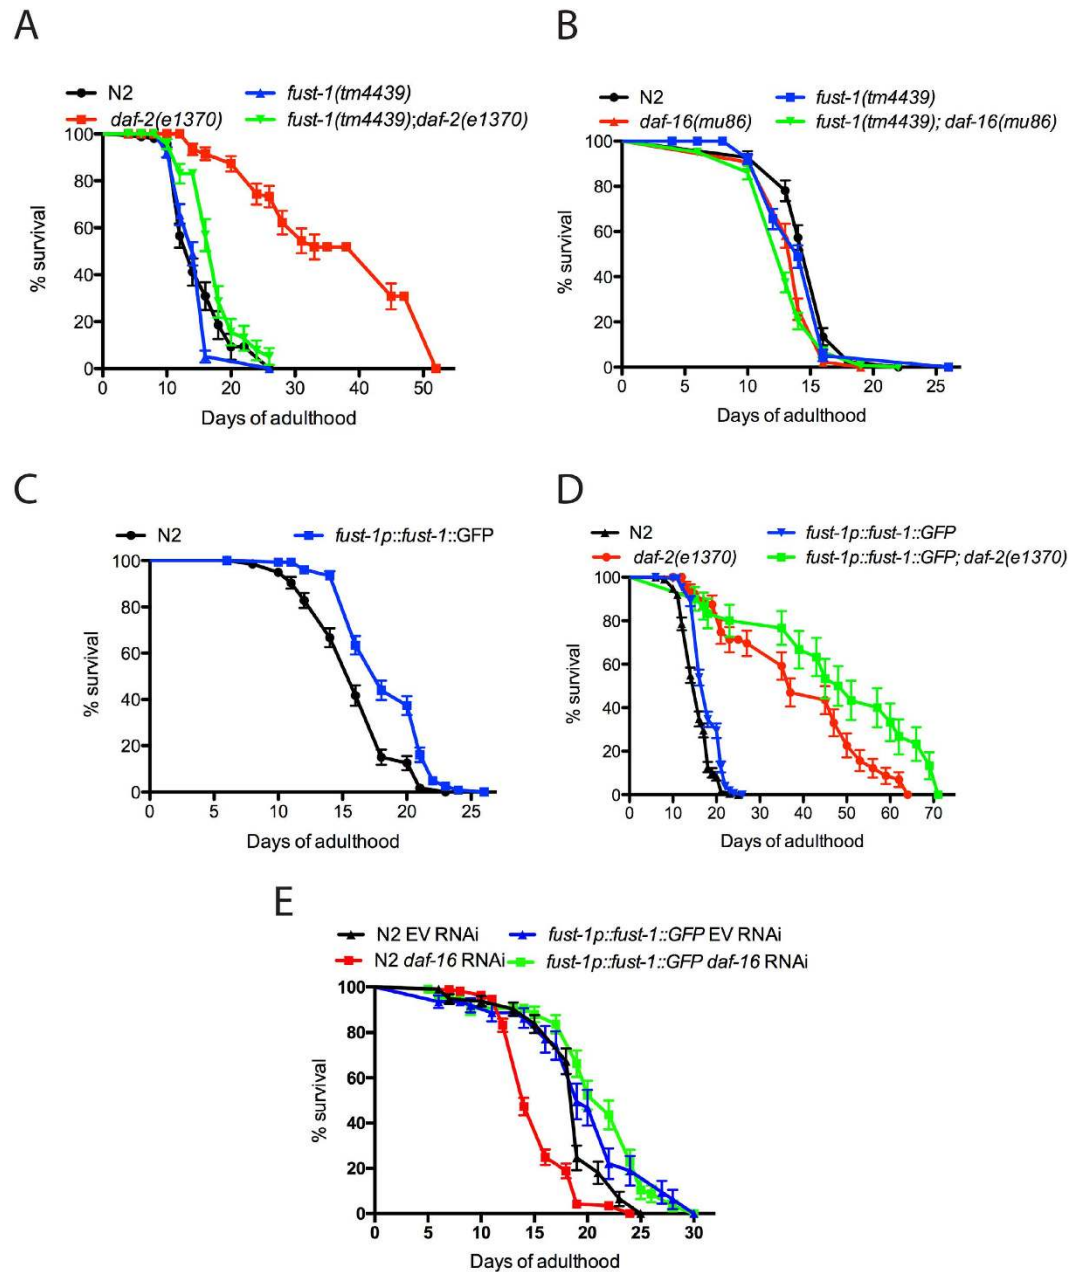 A
N2
fust-1(tm4439)
daf-2(e1370)
fust-1(tm4439);daf-2(e1370)
100
80
60
40
20
0
% survival
0 10 20 30 40 50
Days of adulthood
B
N2
fust-1(tm4439)
daf-16(mu86)
fust-1(tm4439); daf-16(mu86)
100
80
60
40
20
0
% survival
0 5 10 15 20 25
Days of adulthood
C
N2
fust-1p::fust-1::GFP
100
80
60
40
20
0
% survival
0 5 10 15 20 25
Days of adulthood
D
N2
fust-1p::fust-1::GFP
daf-2(e1370)
fust-1p::fust-1::GFP; daf-2(e1370)
100
80
60
40
20
0
% survival
0 10 20 30 40 50 60 70
Days of adulthood
E
N2 EV RNAi
fust-1p::fust-1::GFP EV RNAi
N2 daf-16 RNAi
fust-1p::fust-1::GFP daf-16 RNAi
100
80
60
40
20
0
% survival
0 5 10 15 20 25 30
Days of adulthood